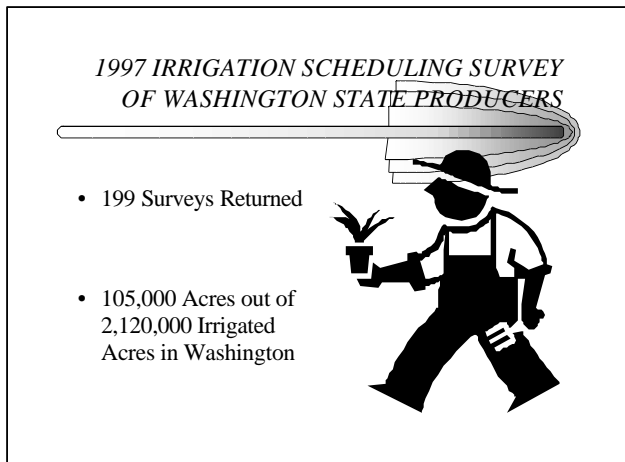 1997 IRRIGATION SCHEDULING SURVEY
OF WASHINGTON STATE PRODUCERS
• 199 Surveys Returned
• 105,000 Acres out of
2,120,000 Irrigated
Acres in Washington